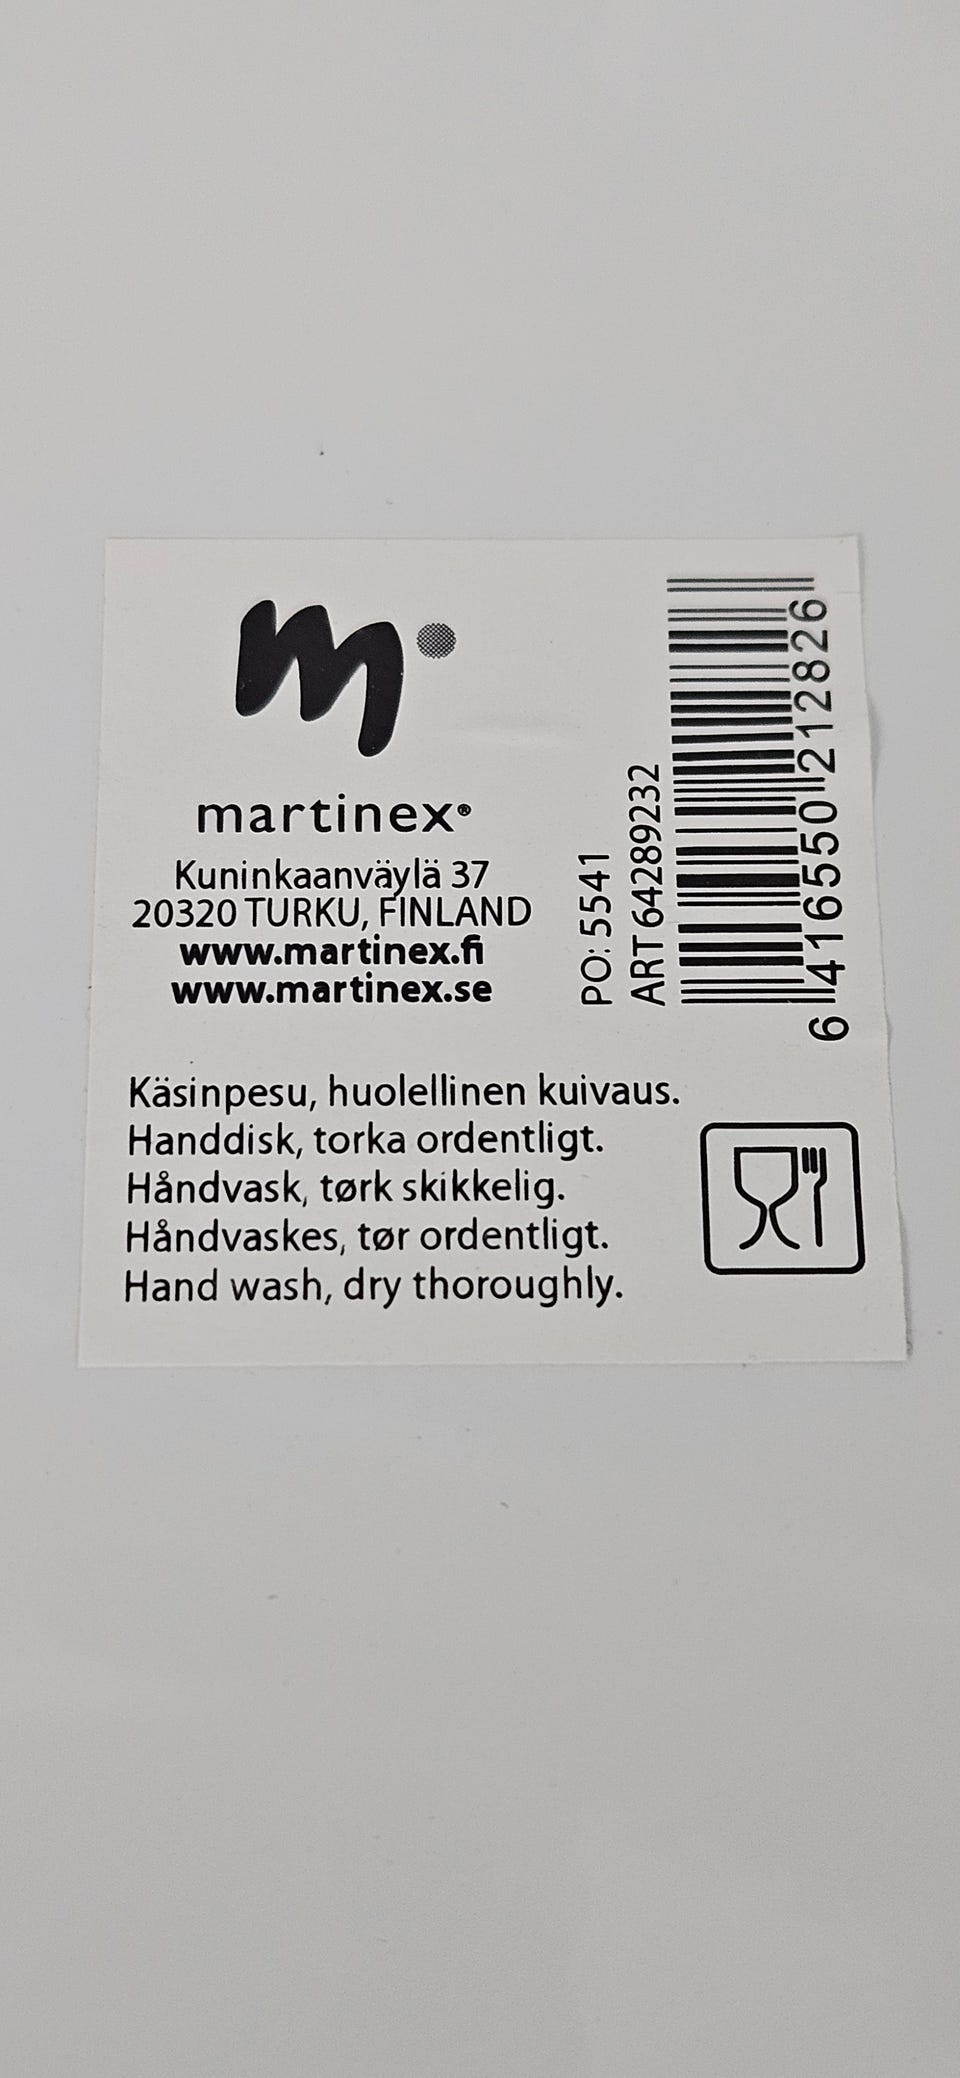 m
martinex®
Kuninkaanväylä 37
20320 TURKU, FINLAND
www.martinex.fi
www.martinex.se
PO: 5541
ART 64289232
6 416550 212826
Käsinpesu, huolellinen kuivaus.
Handdisk, torka ordentligt.
Håndvask, tørk skikkelig.
Håndvaskes, tør ordentligt.
Hand wash, dry thoroughly.